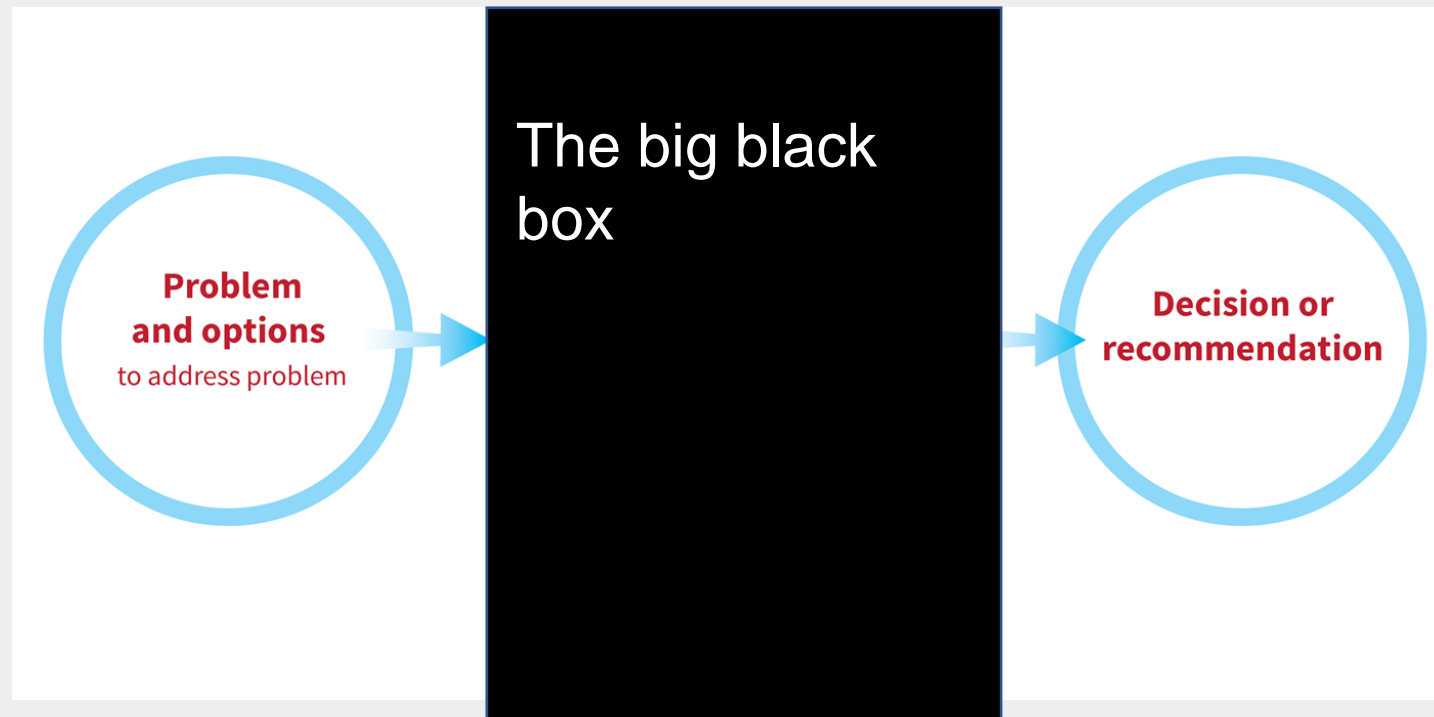 Problem
and options
to address problem
The big black
box
Decision or
recommendation